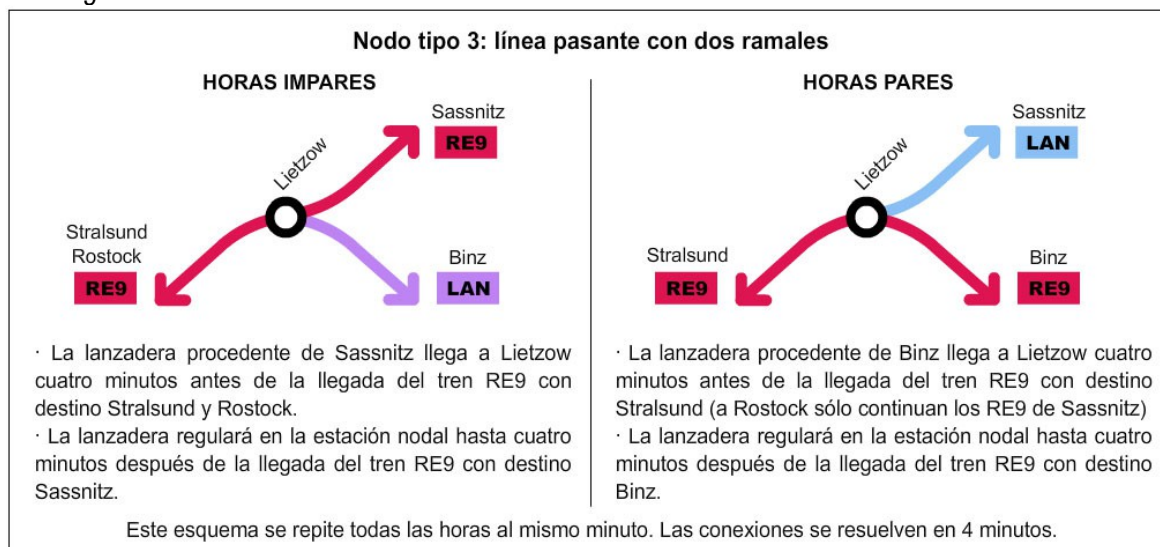 Nodo tipo 3: línea pasante con dos ramales
HORAS IMPARES
Sassnitz
RE9
Lietzow
Stralsund
Rostock
RE9
Binz
LAN
· La lanzadera procedente de Sassnitz llega a Lietzow
cuatro minutos antes de la llegada del tren RE9 con
destino Stralsund y Rostock.
· La lanzadera regulará en la estación nodal hasta cuatro
minutos después de la llegada del tren RE9 con destino
Sassnitz.
HORAS PARES
Sassnitz
LAN
Lietzow
Stralsund
RE9
Binz
RE9
· La lanzadera procedente de Binz llega a Lietzow cuatro
minutos antes de la llegada del tren RE9 con destino
Stralsund (a Rostock sólo continuan los RE9 de Sassnitz)
· La lanzadera regulará en la estación nodal hasta cuatro
minutos después de la llegada del tren RE9 con destino
Binz.
Este esquema se repite todas las horas al mismo minuto. Las conexiones se resuelven en 4 minutos.